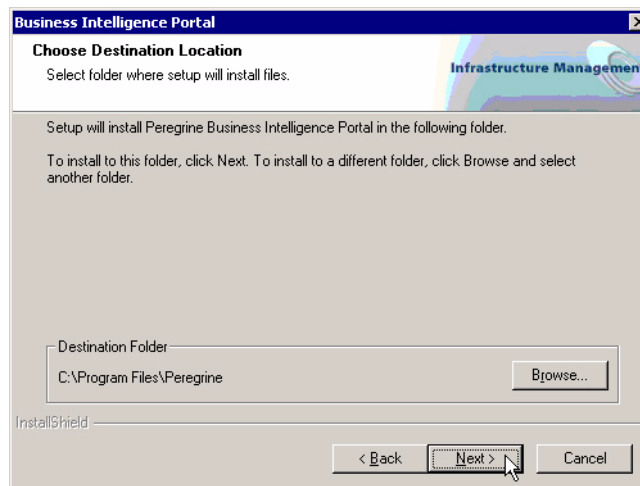 Business Intelligence Portal
Choose Destination Location
Select folder where setup will install files.
Infrastructure Managemen
Setup will install Peregrine Business Intelligence Portal in the following folder.
To install to this folder, click Next. To install to a different folder, click Browse and select
another folder.
Destination Folder
C:\Program Files\Peregrine
Browse...
InstallShield
< Back
Next >
Cancel